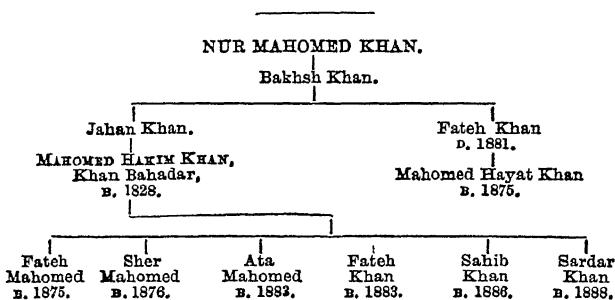 NUR MAHOMED KHAN.
Bakhsh Khan.
Jahan Khan.
MAHOMED HAKIM KHAN,
Khan Bahadar,
B. 1828.
Fateh Khan
D. 1881.
Mahomed Hayat Khan
B. 1875.
Fateh
Mahomed
B. 1875.
Sher
Mahomed
B. 1876.
Ata
Mahomed
B. 1883.
Fateh
Khan
B. 1883.
Sahib
Khan
B. 1886.
Sardar
Khan
B. 1888.